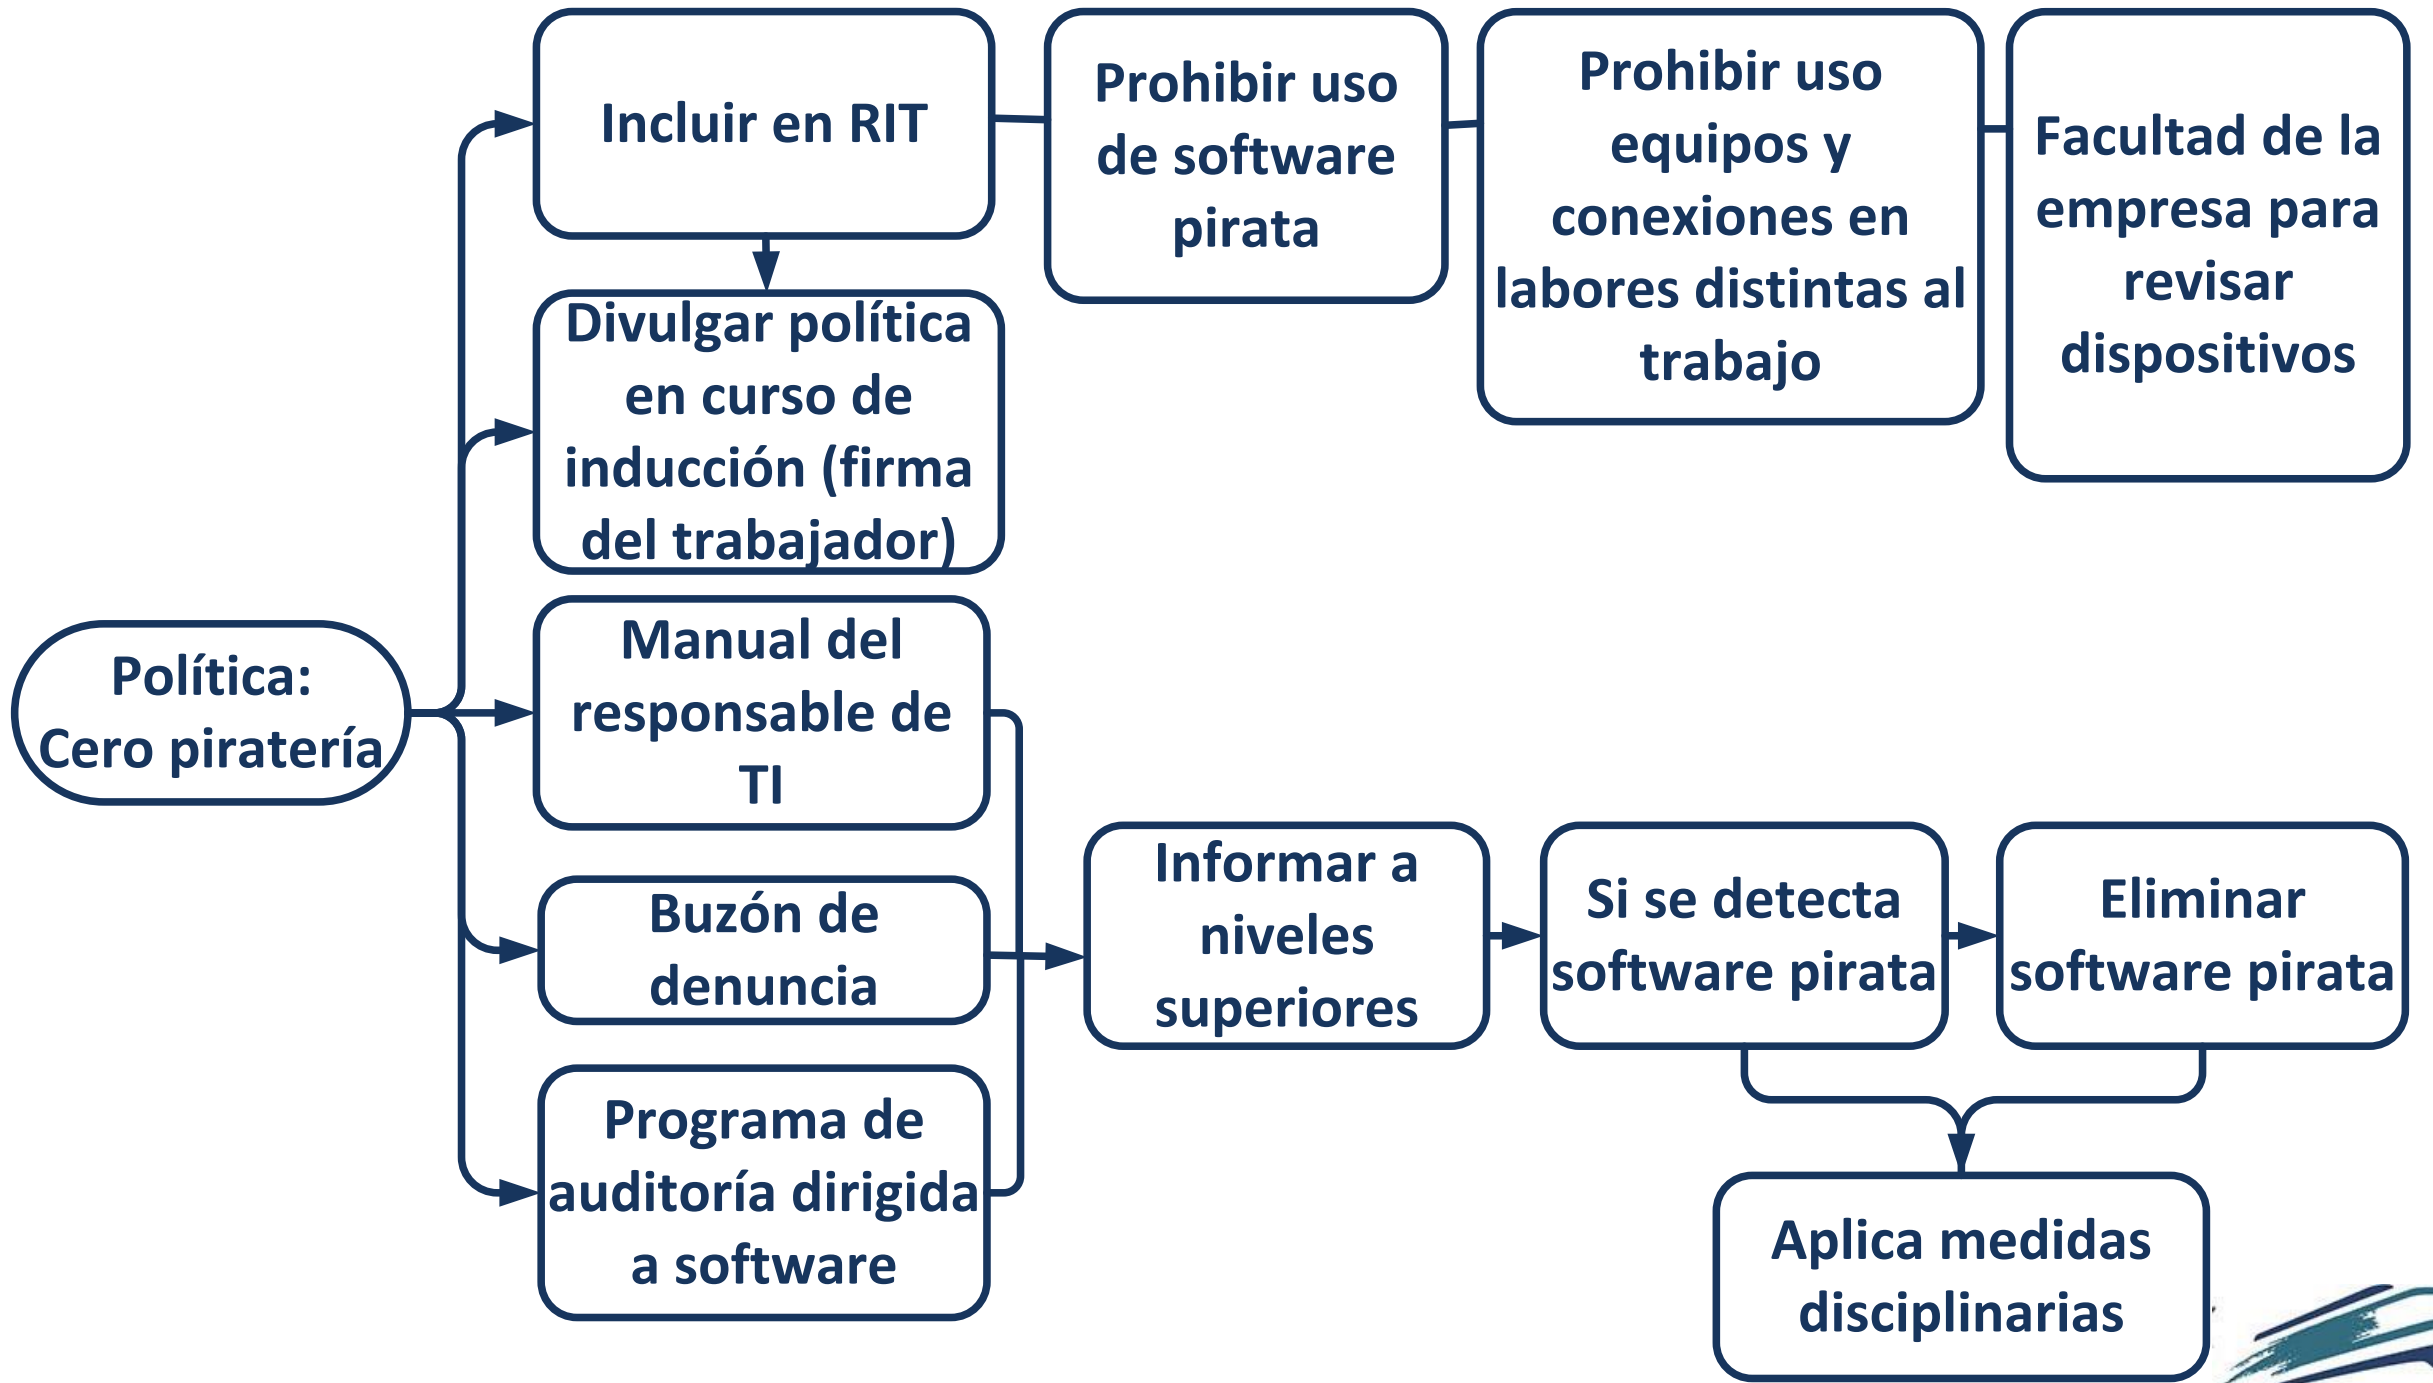 Incluir en RIT
Prohibir uso
de software
pirata
Prohibir uso
equipos y
conexiones en
labores distintas al
trabajo
Facultad de la
empresa para
revisar
dispositivos
Divulgar política
en curso de
inducción (firma
del trabajador)
Política:
Cero piratería
Manual del
responsable de
TI
Buzón de
denuncia
Programa de
auditoría dirigida
a software
Informar a
niveles
superiores
Si se detecta
software pirata
Eliminar
software pirata
Aplica medidas
disciplinarias